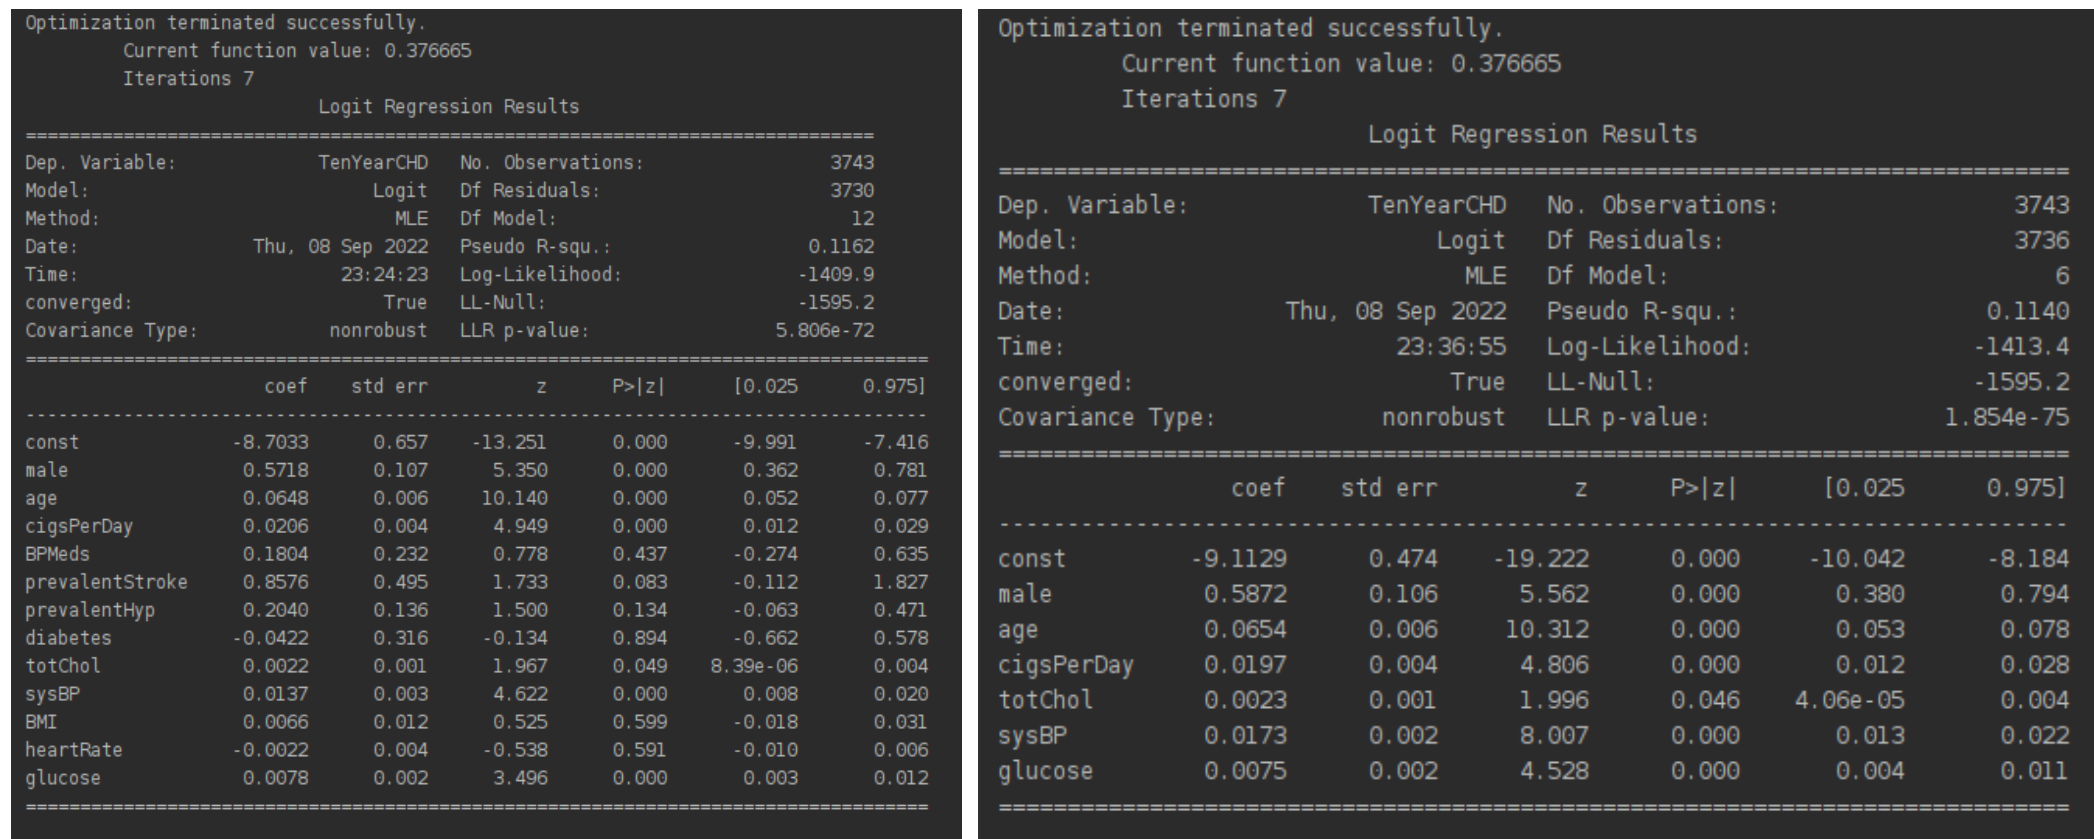 Optimization terminated successfully.
Current function value: 0.376665
Iterations 7
Logit Regression Results
==============================================================================
Dep. Variable: TenYearCHD No. Observations: 3743
Model: Logit Df Residuals: 3730
Method: MLE Df Model: 12
Date: Thu, 08 Sep 2022 Pseudo R-squ.: 0.1162
Time: 23:24:23 Log-Likelihood: -1409.9
converged: True LL-Null: -1595.2
Covariance Type: nonrobust LLR p-value: 5.806e-72
===================================================================================
coef std err z P>|z| [0.025 0.975]
-----------------------------------------------------------------------------------
const -8.7033 0.657 -13.251 0.000 -9.991 -7.416
male 0.5718 0.107 5.350 0.000 0.362 0.781
age 0.0648 0.006 10.140 0.000 0.052 0.077
cigsPerDay 0.0206 0.004 4.949 0.000 0.012 0.029
BPMeds 0.1804 0.232 0.778 0.437 -0.274 0.635
prevalentStroke 0.8576 0.495 1.733 0.083 -0.112 1.827
prevalentHyp 0.2040 0.136 1.500 0.134 -0.063 0.471
diabetes -0.0422 0.316 -0.134 0.894 -0.662 0.578
totChol 0.0022 0.001 1.967 0.049 8.39e-06 0.004
sysBP 0.0137 0.003 4.622 0.000 0.008 0.020
BMI 0.0066 0.012 0.525 0.599 -0.018 0.031
heartRate -0.0022 0.004 -0.538 0.591 -0.010 0.006
glucose 0.0078 0.002 3.496 0.000 0.003 0.012
===================================================================================
Optimization terminated successfully.
Current function value: 0.376665
Iterations 7
Logit Regression Results
==============================================================================
Dep. Variable: TenYearCHD No. Observations: 3743
Model: Logit Df Residuals: 3736
Method: MLE Df Model: 6
Date: Thu, 08 Sep 2022 Pseudo R-squ.: 0.1140
Time: 23:36:55 Log-Likelihood: -1413.4
converged: True LL-Null: -1595.2
Covariance Type: nonrobust LLR p-value: 1.854e-75
==============================================================================
coef std err z P>|z| [0.025 0.975]
------------------------------------------------------------------------------
const -9.1129 0.474 -19.222 0.000 -10.042 -8.184
male 0.5872 0.106 5.562 0.000 0.380 0.794
age 0.0654 0.006 10.312 0.000 0.053 0.078
cigsPerDay 0.0197 0.004 4.806 0.000 0.012 0.028
totChol 0.0023 0.001 1.996 0.046 4.06e-05 0.004
sysBP 0.0173 0.002 8.007 0.000 0.013 0.022
glucose 0.0075 0.002 4.528 0.000 0.004 0.011
==============================================================================